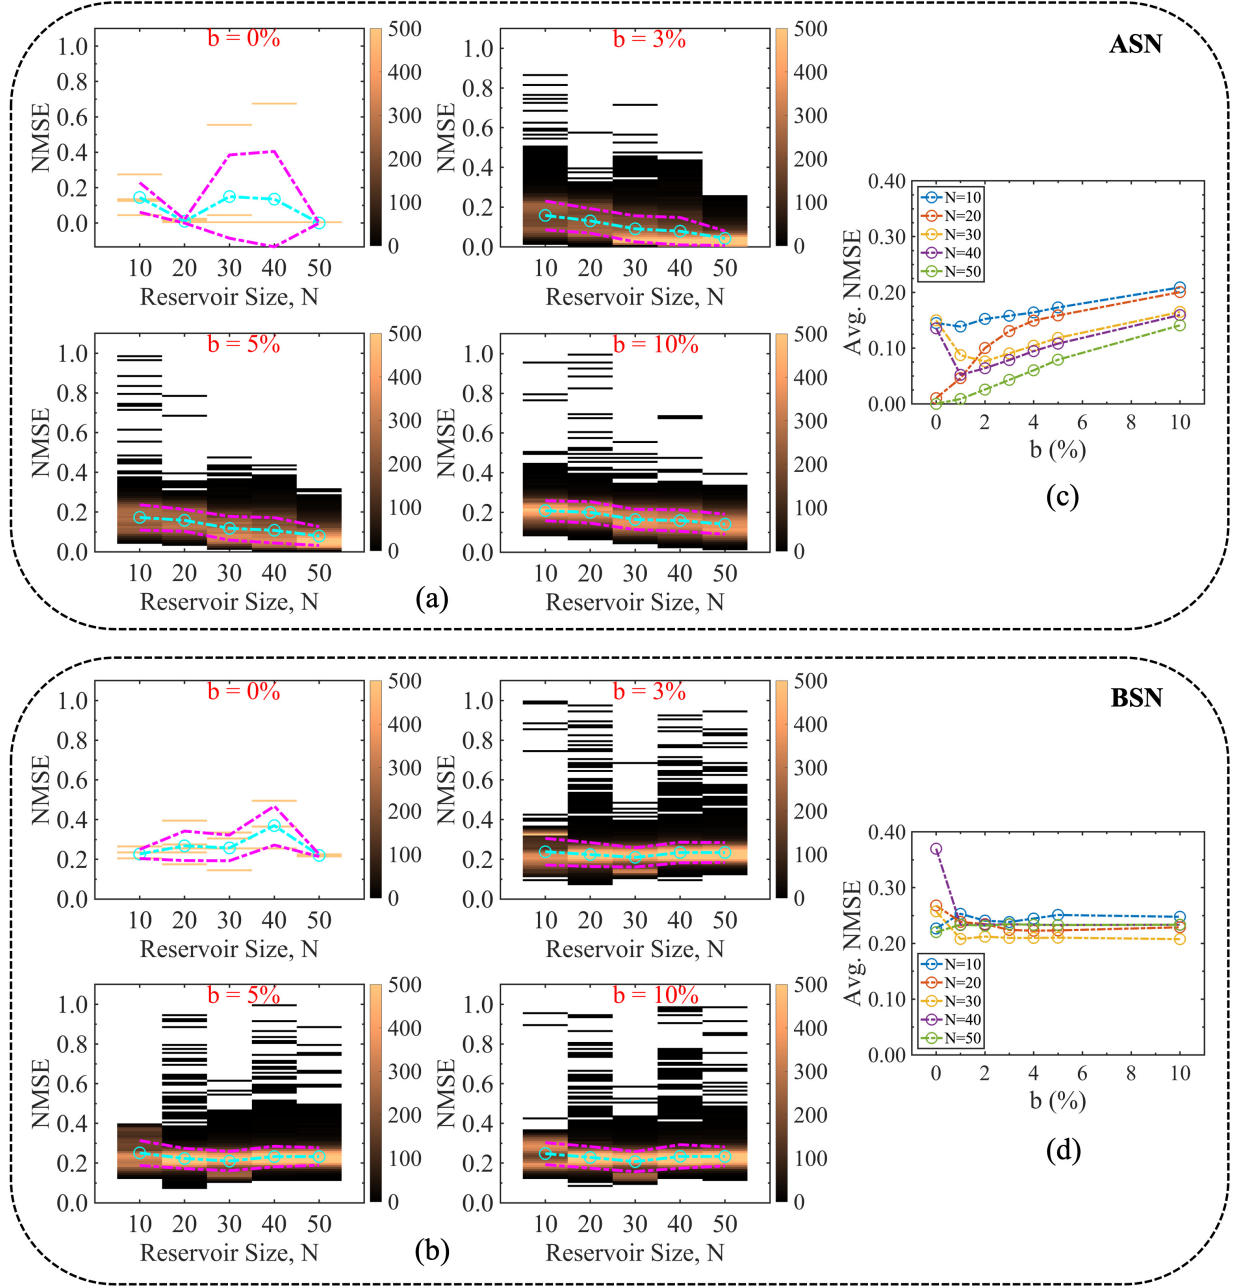 ASN
b = 0%
NMSE
1.0
0.8
0.6
0.4
0.2
0.0
10 20 30 40 50
Reservoir Size, N
500
400
300
200
100
0
b = 3%
NMSE
1.0
0.8
0.6
0.4
0.2
0.0
10 20 30 40 50
Reservoir Size, N
500
400
300
200
100
0
b = 5%
NMSE
1.0
0.8
0.6
0.4
0.2
0.0
10 20 30 40 50
Reservoir Size, N
500
400
300
200
100
0
b = 10%
NMSE
1.0
0.8
0.6
0.4
0.2
0.0
10 20 30 40 50
Reservoir Size, N
500
400
300
200
100
0
(a)
Avg. NMSE
0.40
0.30
0.20
0.10
0.00
N=10
N=20
N=30
N=40
N=50
0 2 4 6 8 10
b (%)
(c)
BSN
b = 0%
NMSE
1.0
0.8
0.6
0.4
0.2
0.0
10 20 30 40 50
Reservoir Size, N
500
400
300
200
100
0
b = 3%
NMSE
1.0
0.8
0.6
0.4
0.2
0.0
10 20 30 40 50
Reservoir Size, N
500
400
300
200
100
0
b = 5%
NMSE
1.0
0.8
0.6
0.4
0.2
0.0
10 20 30 40 50
Reservoir Size, N
500
400
300
200
100
0
b = 10%
NMSE
1.0
0.8
0.6
0.4
0.2
0.0
10 20 30 40 50
Reservoir Size, N
500
400
300
200
100
0
(b)
Avg. NMSE
0.40
0.30
0.20
0.10
0.00
N=10
N=20
N=30
N=40
N=50
0 2 4 6 8 10
b (%)
(d)